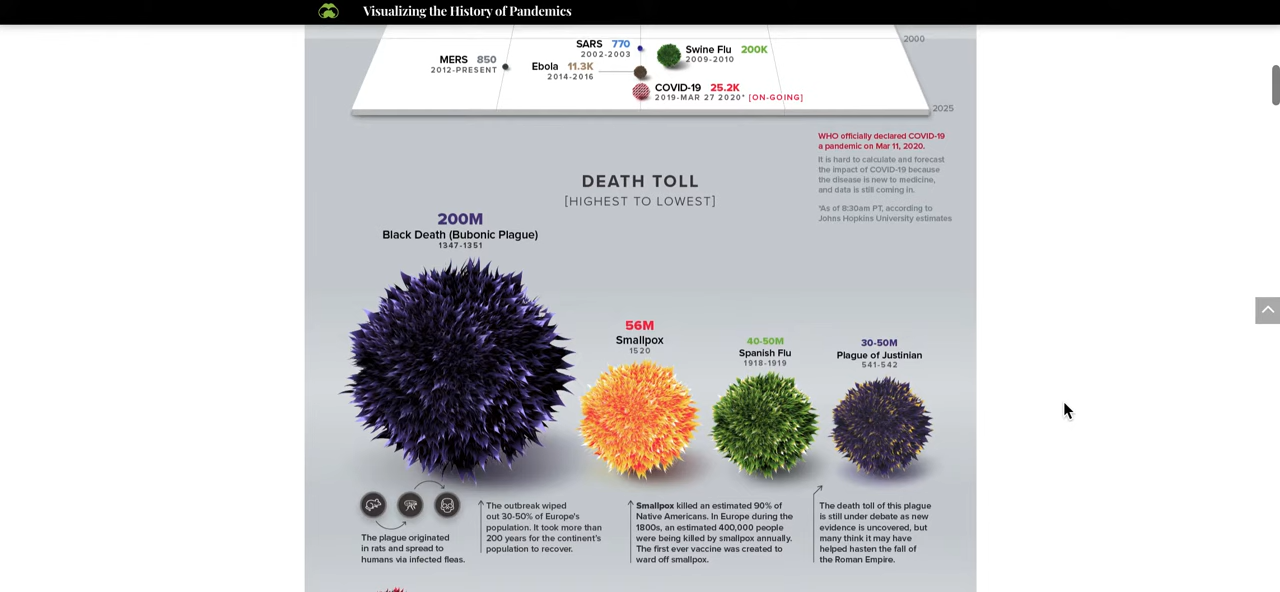 Visualizing the History of Pandemics
2000
SARS 770
2002-2003
Swine Flu 200K
2009-2010
MERS 850
2012-PRESENT
Ebola 11.3K
2014-2016
COVID-19 25.2K
2019-MAR 27 2020* [ON-GOING]
2025
WHO officially declared COVID-19
a pandemic on Mar 11, 2020.
It is hard to calculate and forecast
the impact of COVID-19 because
the disease is new to medicine,
and data is still coming in.
*As of 8:30am PT, according to
Johns Hopkins University estimates
DEATH TOLL
[HIGHEST TO LOWEST]
200M
Black Death (Bubonic Plague)
1347-1351
56M
Smallpox
1520
40-50M
Spanish Flu
1918-1919
30-50M
Plague of Justinian
541-542
The plague originated
in rats and spread to
humans via infected fleas.
The outbreak wiped
out 30-50% of Europe's
population. It took more than
200 years for the continent's
population to recover.
Smallpox killed an estimated 90% of
Native Americans. In Europe during the
1800s, an estimated 400,000 people
were being killed by smallpox annually.
The first ever vaccine was created to
ward off smallpox.
The death toll of this plague
is still under debate as new
evidence is uncovered, but
many think it may have
helped hasten the fall of
the Roman Empire.